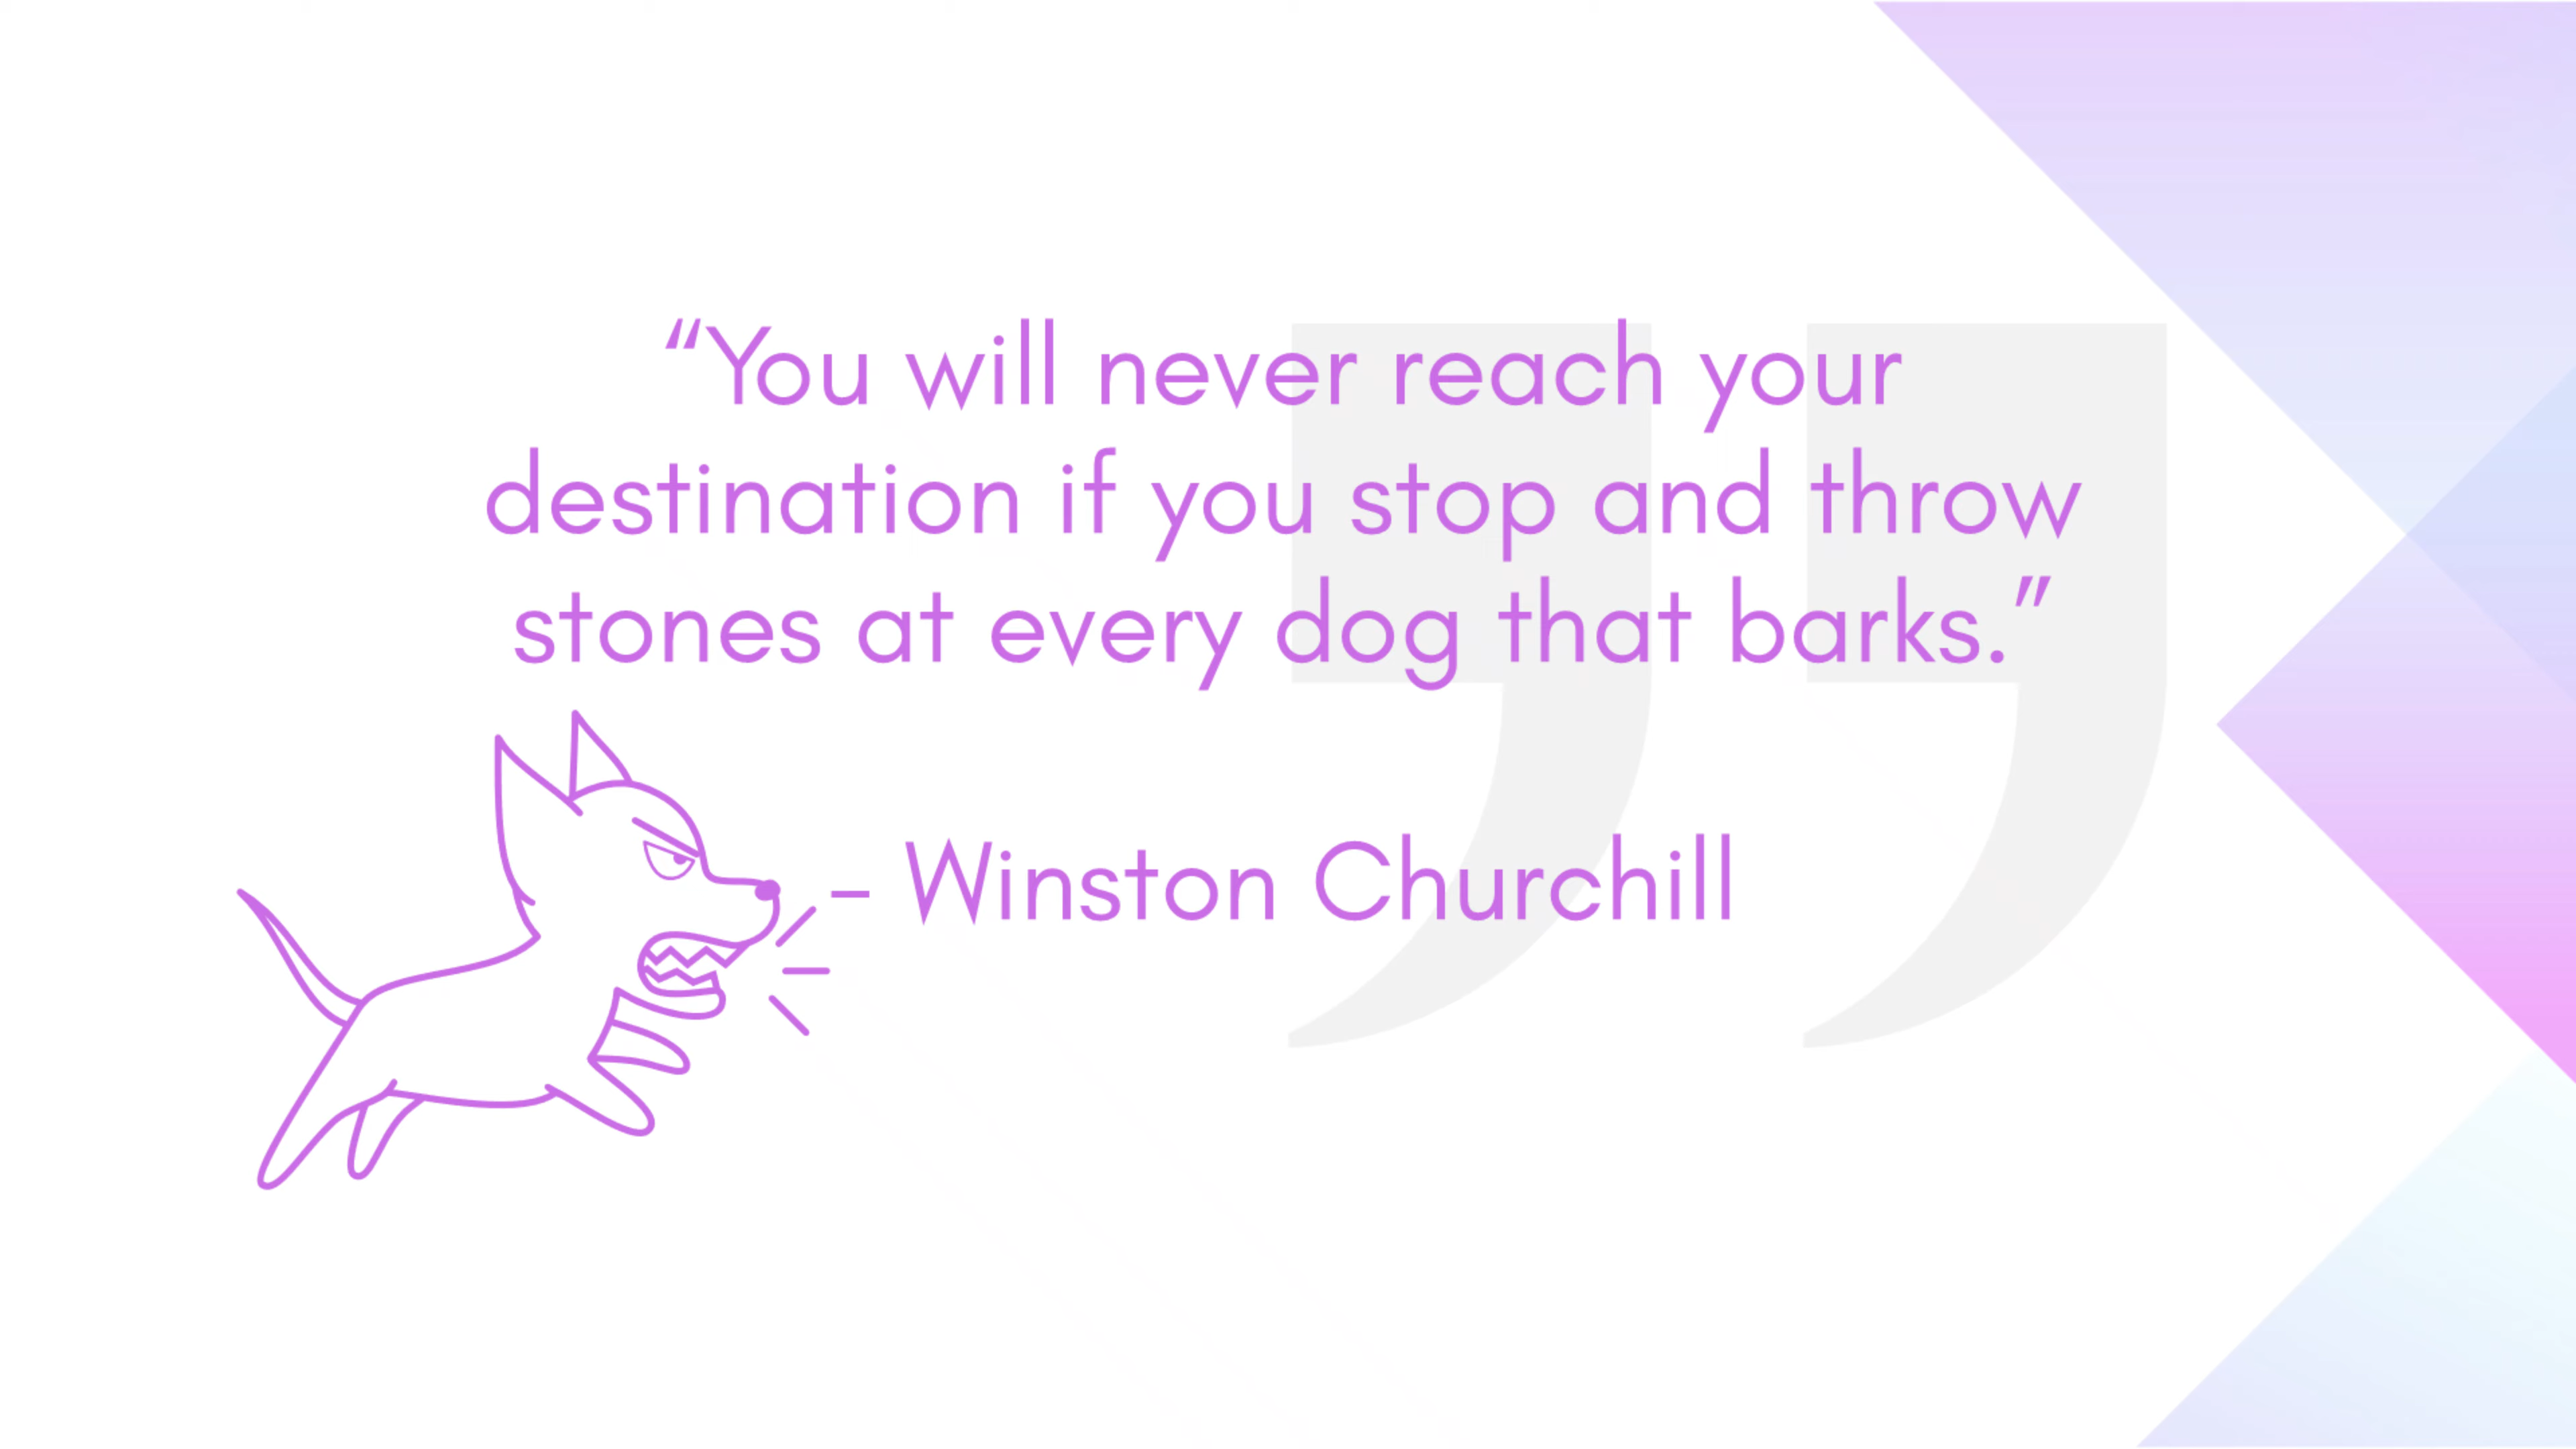 “You will never reach your
destination if you stop and throw
stones at every dog that barks.”
– Winston Churchill